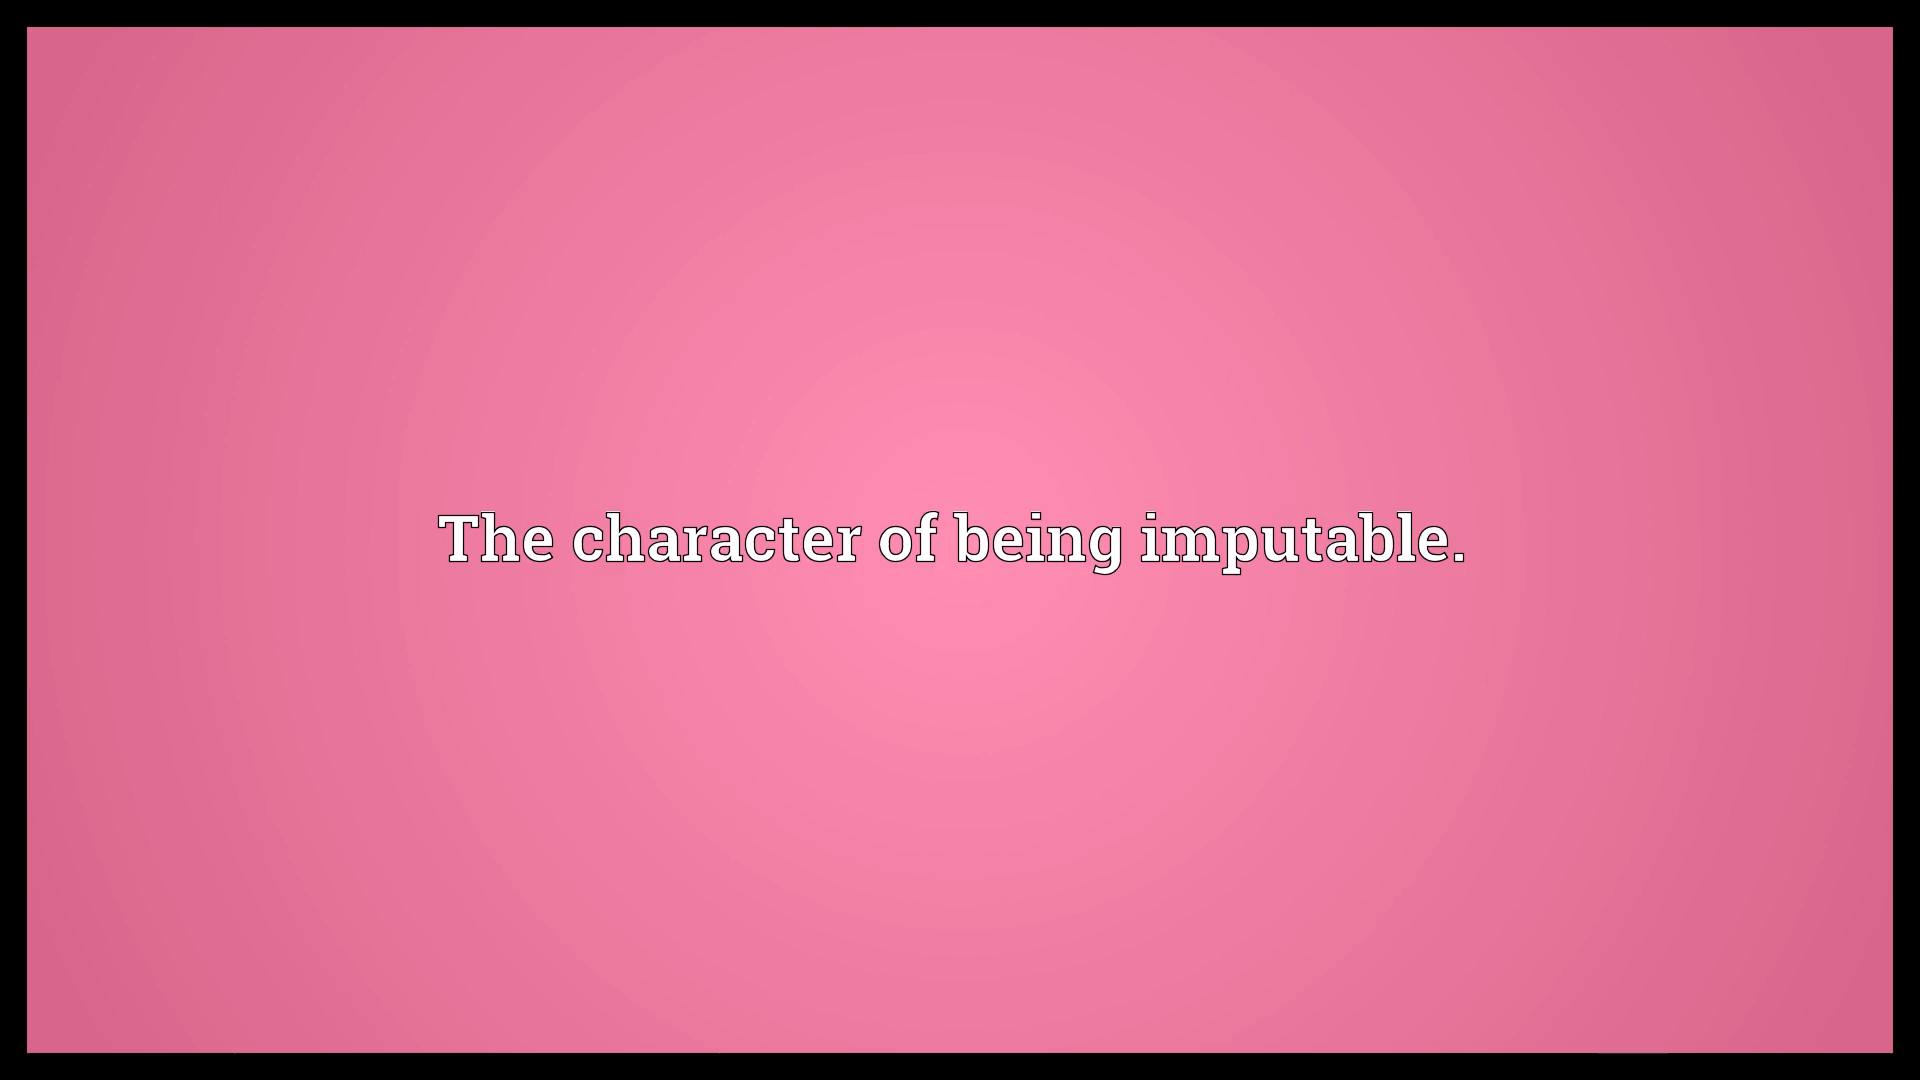 The character of being imputable.